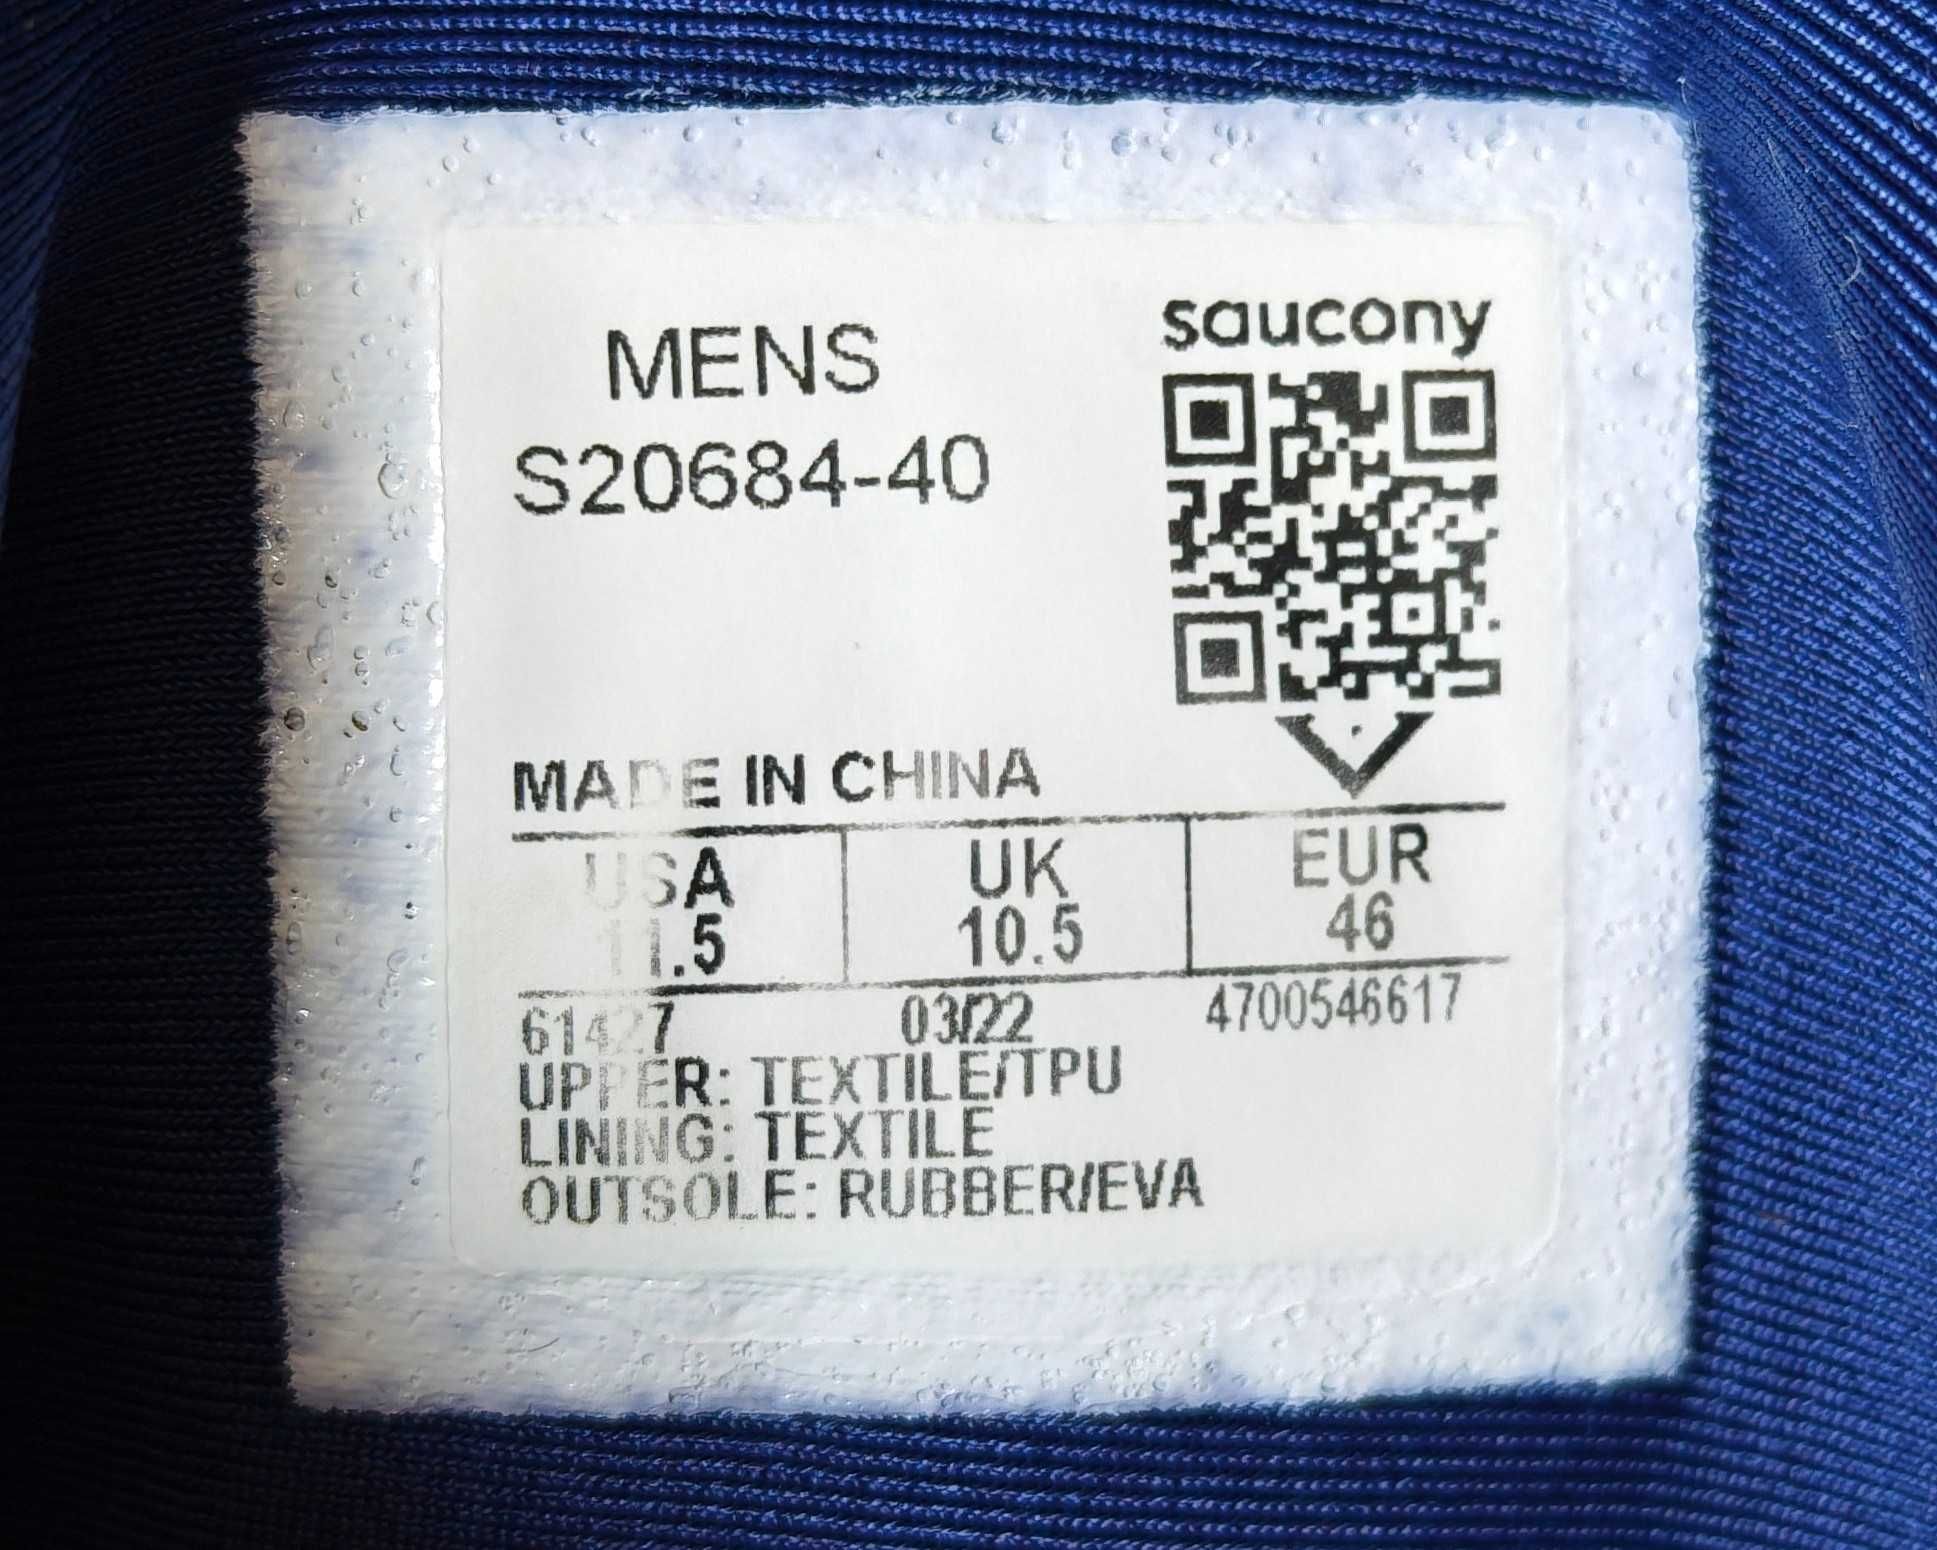 MENS
S20684-40
saucony
MADE IN CHINA
USA UK EUR
11.5 10.5 46
61427 03/22 4700546617
UPPER: TEXTILE/TPU
LINING: TEXTILE
OUTSOLE: RUBBER/EVA